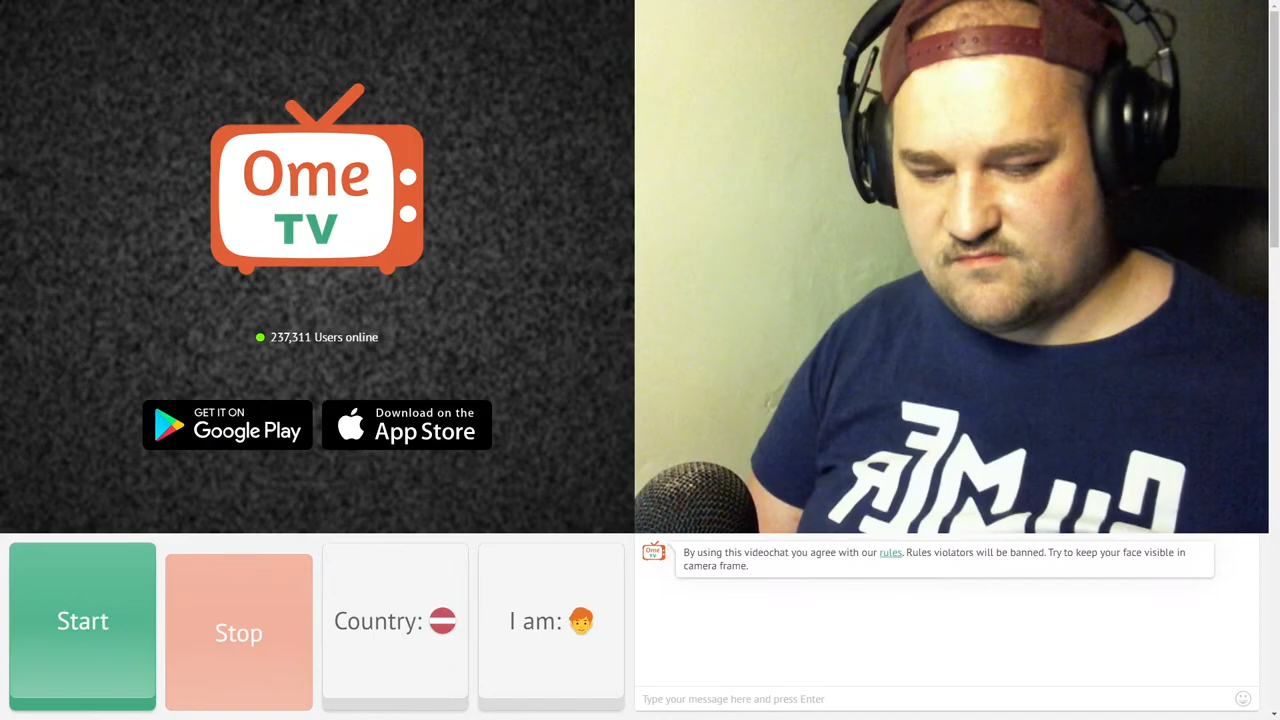 Ome
TV
237,311 Users online
GET IT ON
Google Play
Download on the
App Store
Start
Stop
Country:
I am:
By using this videochat you agree with our rules. Rules violators will be banned. Try to keep your face visible in
camera frame.
Ome
TV
Type your message here and press Enter